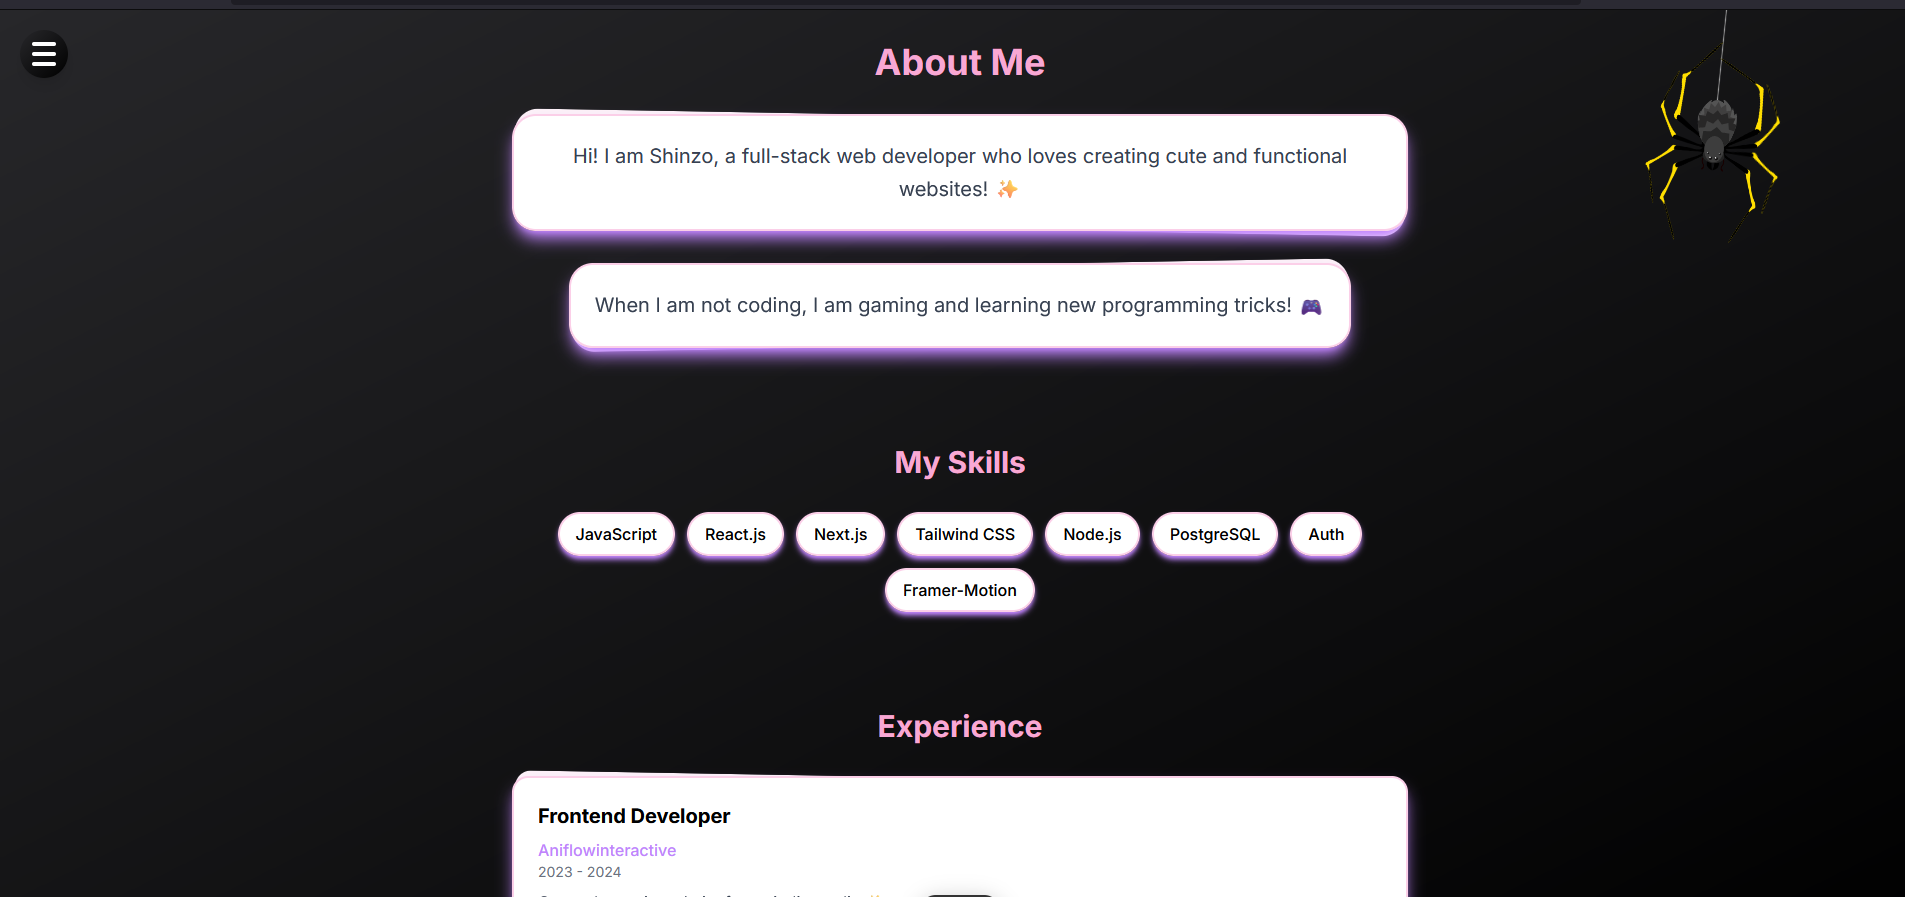 About Me
Hi! I am Shinzo, a full-stack web developer who loves creating cute and functional
websites! ✨
When I am not coding, I am gaming and learning new programming tricks! 🎮
My Skills
JavaScript React.js Next.js Tailwind CSS Node.js PostgreSQL Auth
Framer-Motion
Experience
Frontend Developer
Aniflowinteractive
2023 - 2024